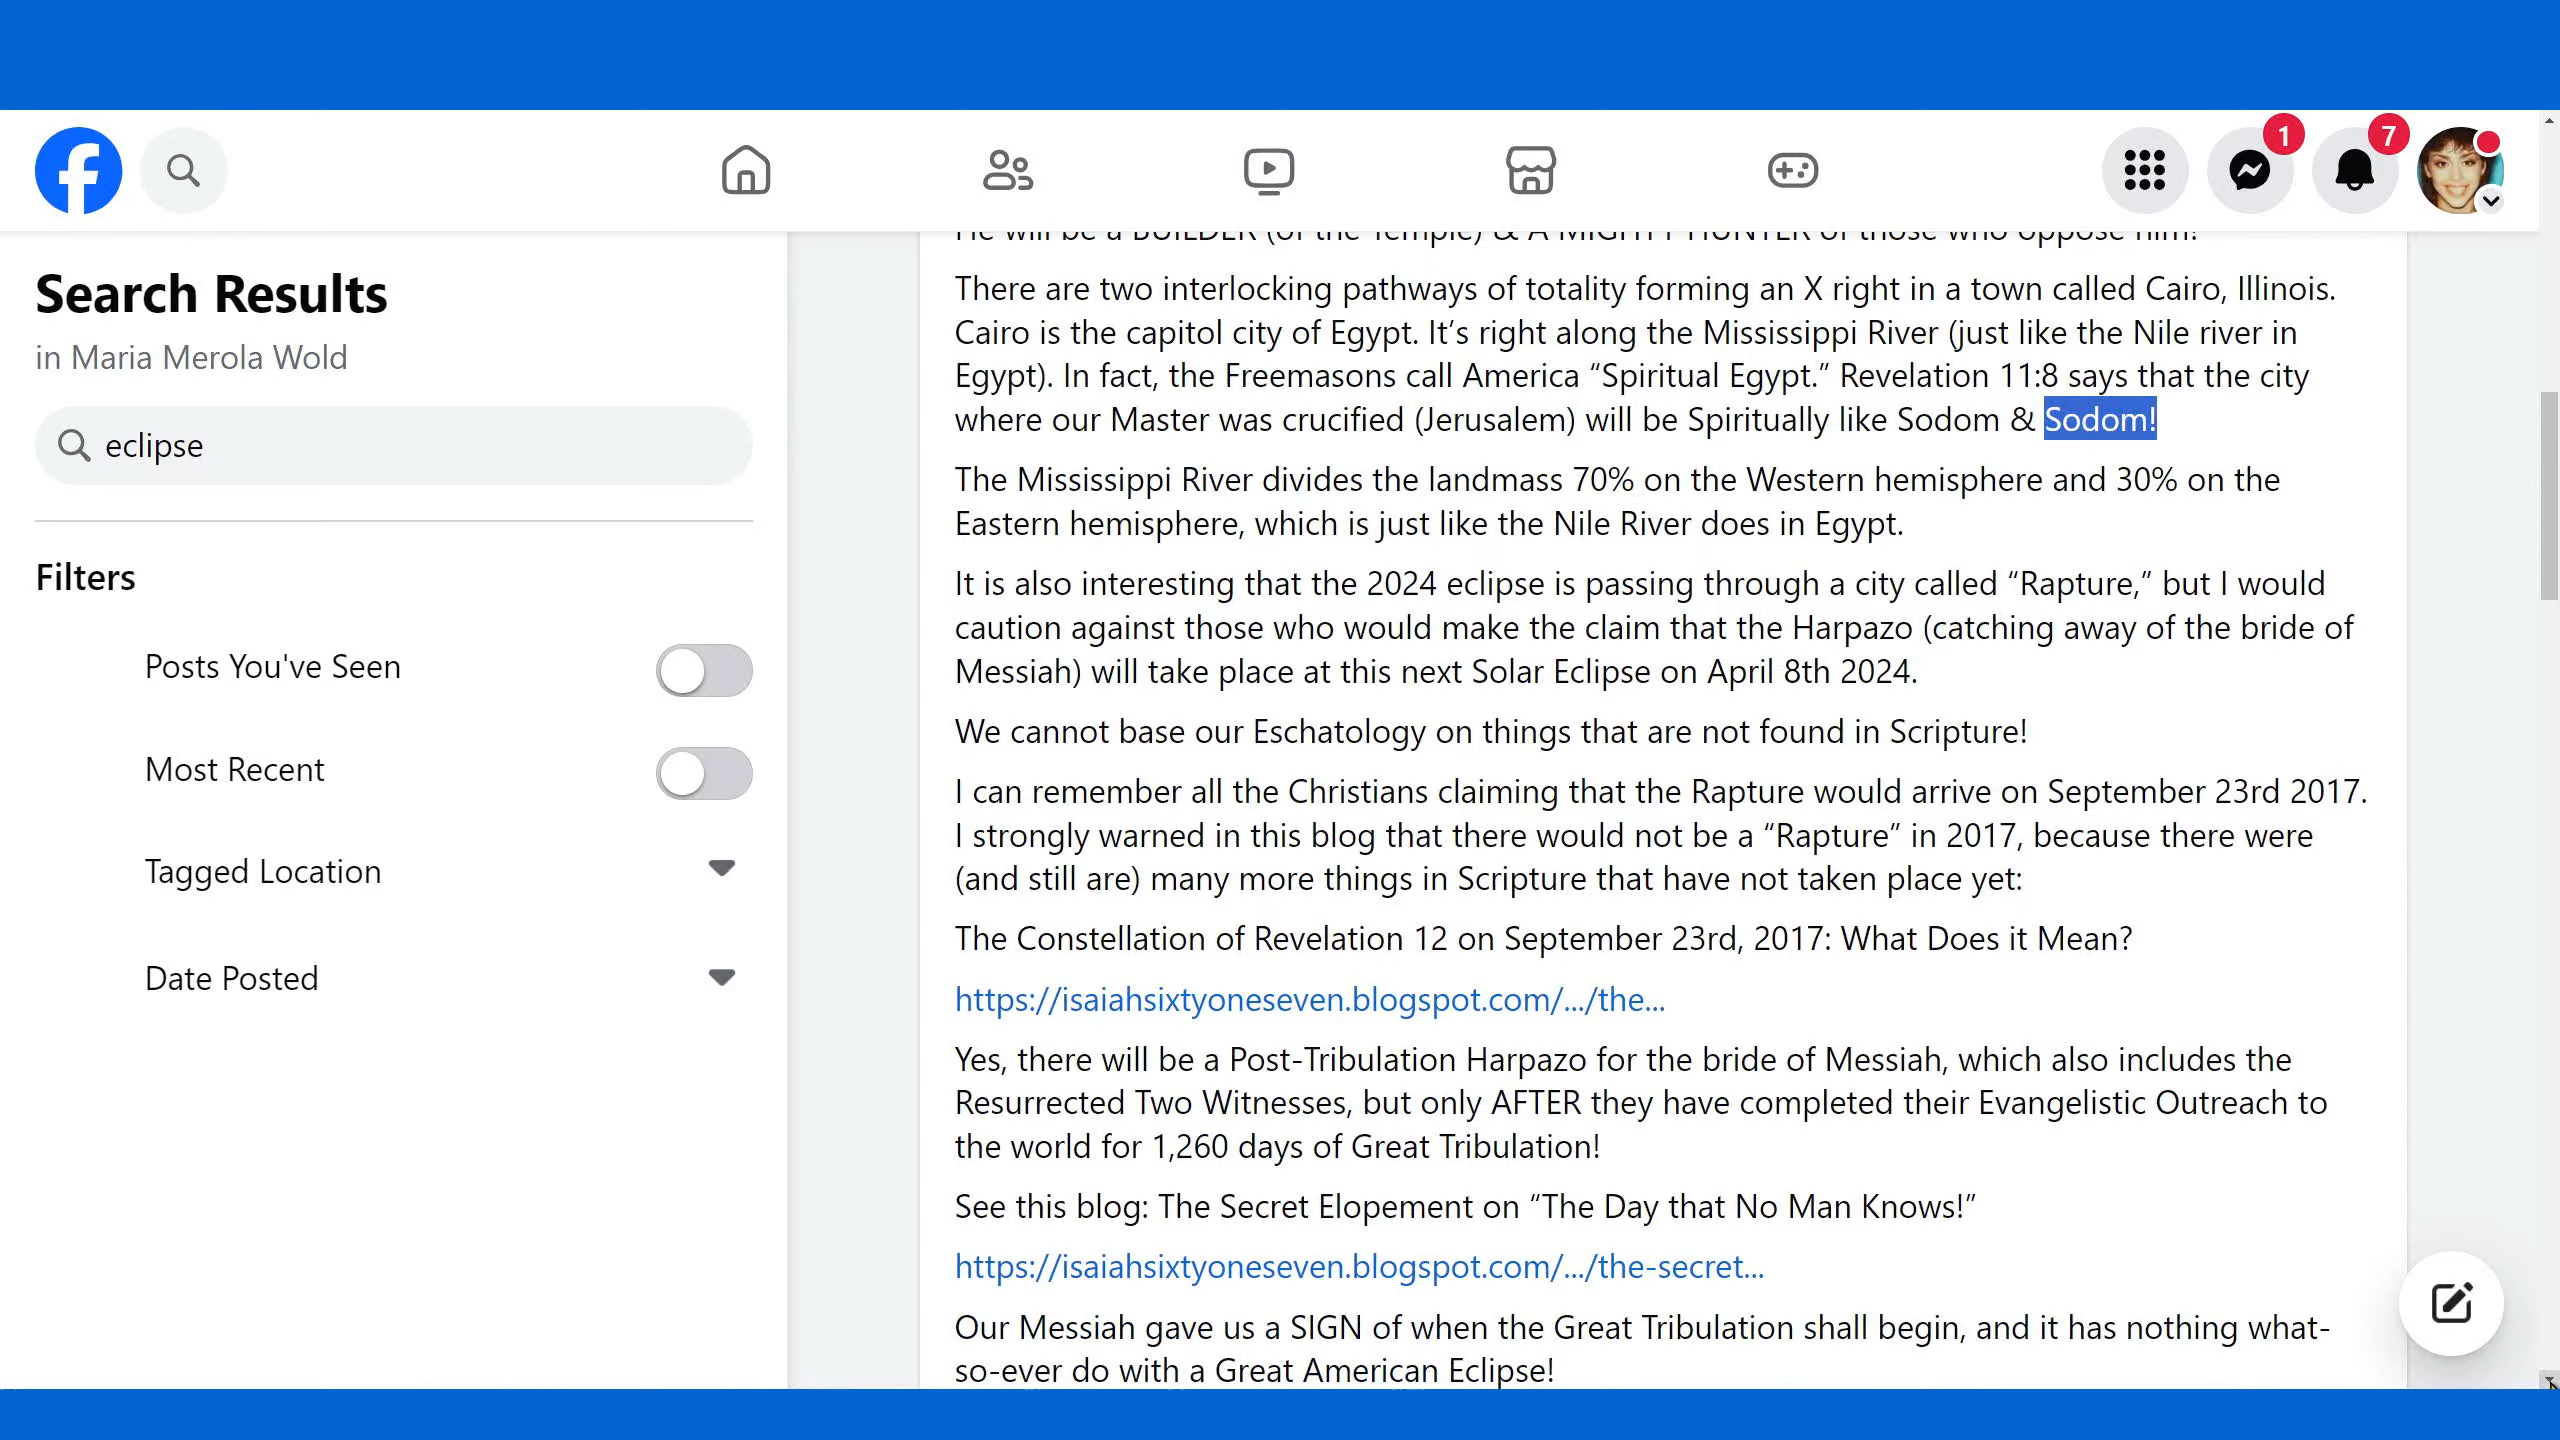 1
7
Search Results
in Maria Merola Wold
eclipse
Filters
Posts You've Seen
Most Recent
Tagged Location
Date Posted
He will be a BUILDER (of the Temple) & A MIGHTY HUNTER of those who oppose him!
There are two interlocking pathways of totality forming an X right in a town called Cairo, Illinois.
Cairo is the capitol city of Egypt. It’s right along the Mississippi River (just like the Nile river in
Egypt). In fact, the Freemasons call America “Spiritual Egypt.” Revelation 11:8 says that the city
where our Master was crucified (Jerusalem) will be Spiritually like Sodom & Sodom!
The Mississippi River divides the landmass 70% on the Western hemisphere and 30% on the
Eastern hemisphere, which is just like the Nile River does in Egypt.
It is also interesting that the 2024 eclipse is passing through a city called “Rapture,” but I would
caution against those who would make the claim that the Harpazo (catching away of the bride of
Messiah) will take place at this next Solar Eclipse on April 8th 2024.
We cannot base our Eschatology on things that are not found in Scripture!
I can remember all the Christians claiming that the Rapture would arrive on September 23rd 2017.
I strongly warned in this blog that there would not be a “Rapture” in 2017, because there were
(and still are) many more things in Scripture that have not taken place yet:
The Constellation of Revelation 12 on September 23rd, 2017: What Does it Mean?
https://isaiahsixtyoneseven.blogspot.com/.../the...
Yes, there will be a Post-Tribulation Harpazo for the bride of Messiah, which also includes the
Resurrected Two Witnesses, but only AFTER they have completed their Evangelistic Outreach to
the world for 1,260 days of Great Tribulation!
See this blog: The Secret Elopement on “The Day that No Man Knows!”
https://isaiahsixtyoneseven.blogspot.com/.../the-secret...
Our Messiah gave us a SIGN of when the Great Tribulation shall begin, and it has nothing what-
so-ever do with a Great American Eclipse!